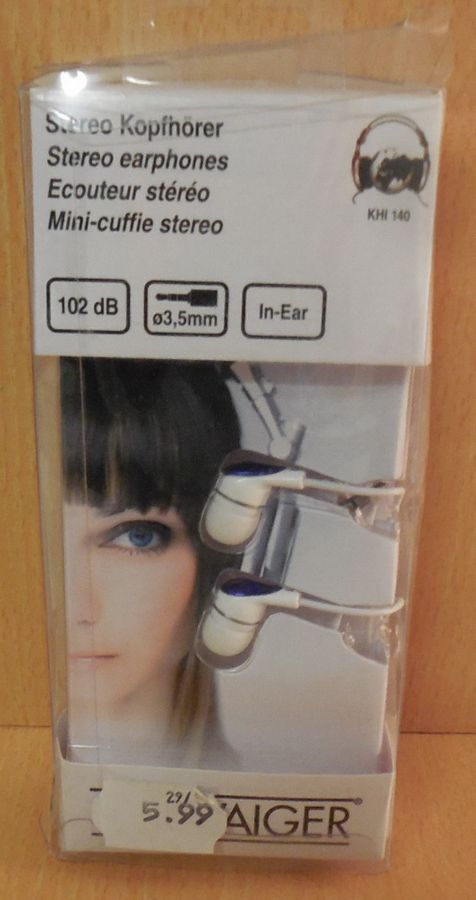 Stereo Kopfhörer
Stereo earphones
Ecouteur stéréo
Mini-cuffie stereo
KHI 140
102 dB
ø3,5mm
In-Ear
29/
5.99
AIGER®